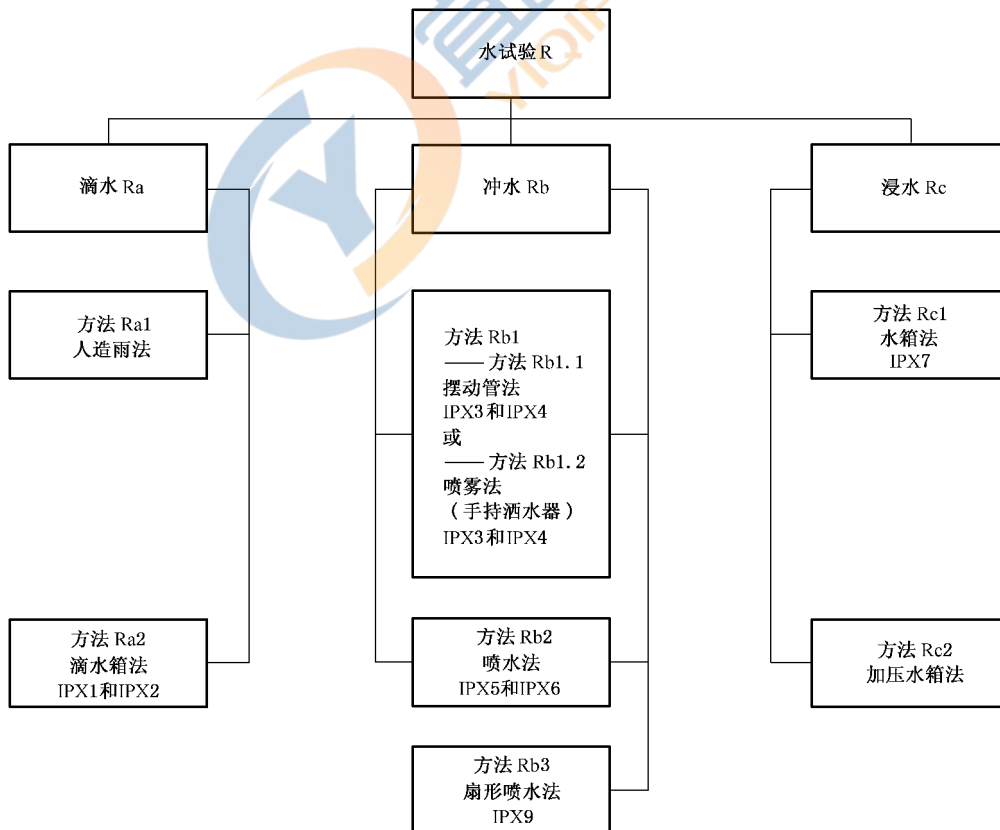 水试验R
滴水 Ra
冲水 Rb
浸水 Rc
方法 Ra1
人造雨法
方法 Rb1
——方法 Rb1.1
摆动管法
IPX3和IPX4
或
——方法 Rb1.2
喷雾法
（手持洒水器）
IPX3和IPX4
方法 Rc1
水箱法
IPX7
方法 Ra2
滴水箱法
IPX1和IPX2
方法 Rb2
喷水法
IPX5和IPX6
方法 Rc2
加压水箱法
方法 Rb3
扇形喷水法
IPX9